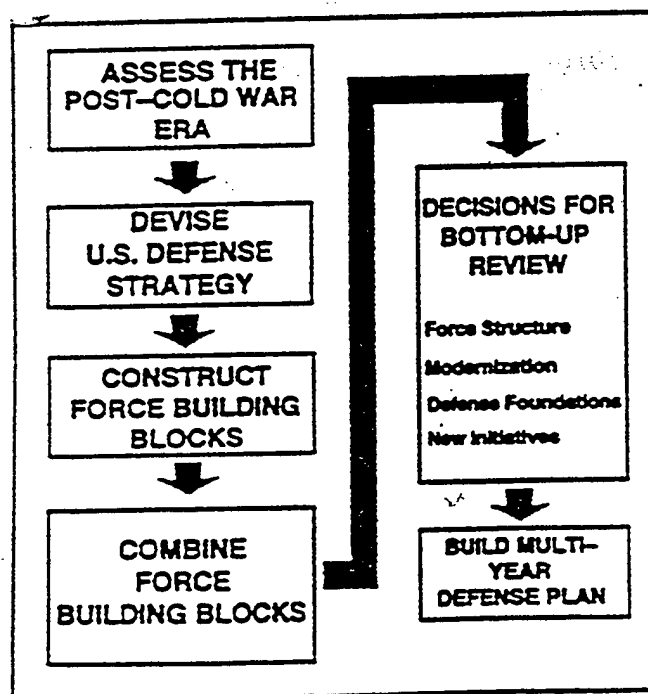 ASSESS THE
POST–COLD WAR
ERA
DEVISE
U.S. DEFENSE
STRATEGY
CONSTRUCT
FORCE BUILDING
BLOCKS
COMBINE
FORCE
BUILDING BLOCKS
DECISIONS FOR
BOTTOM-UP
REVIEW
Force Structure
Modernization
Defense Foundations
New Initiatives
BUILD MULTI–
YEAR
DEFENSE PLAN